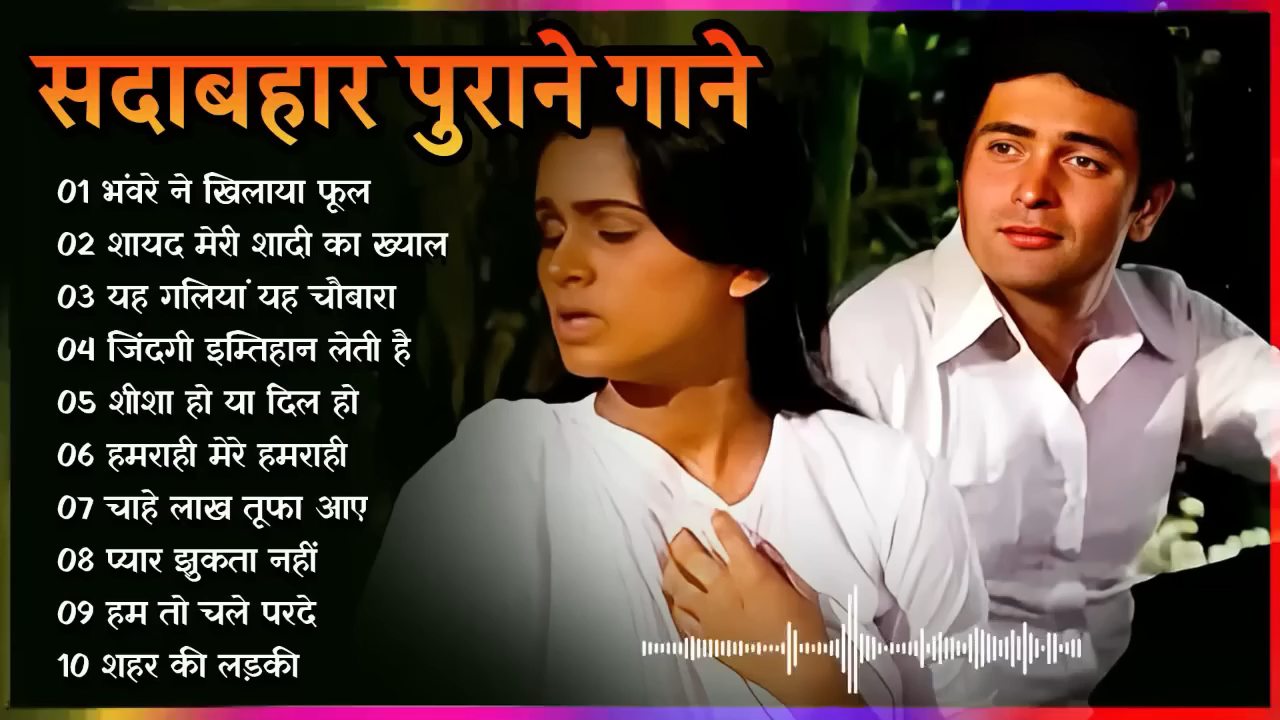 सदाबहार पुराने गाने
01 भंवरे ने खिलाया फूल
02 शायद मेरी शादी का ख्याल
03 यह गलियां यह चौबारा
04 जिंदगी इम्तिहान लेती है
05 शीशा हो या दिल हो
06 हमराही मेरे हमराही
07 चाहे लाख तूफा आए
08 प्यार झुकता नहीं
09 हम तो चले परदे
10 शहर की लड़की